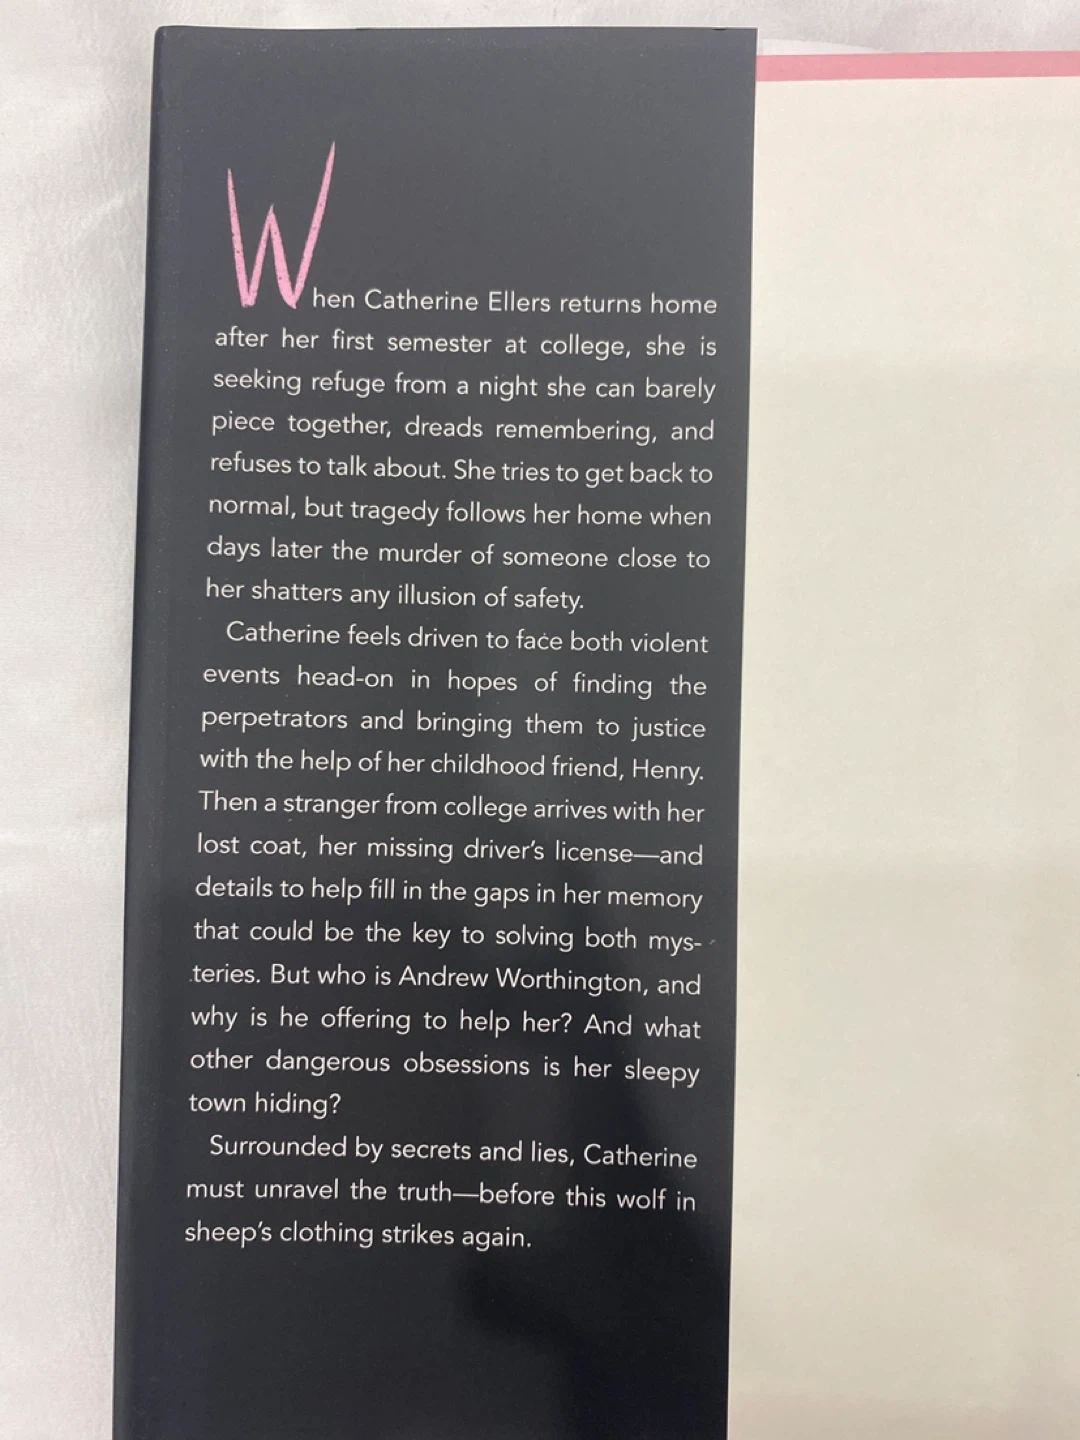 When Catherine Ellers returns home
after her first semester at college, she is
seeking refuge from a night she can barely
piece together, dreads remembering, and
refuses to talk about. She tries to get back to
normal, but tragedy follows her home when
days later the murder of someone close to
her shatters any illusion of safety.
Catherine feels driven to face both violent
events head-on in hopes of finding the
perpetrators and bringing them to justice
with the help of her childhood friend, Henry.
Then a stranger from college arrives with her
lost coat, her missing driver’s license—and
details to help fill in the gaps in her memory
that could be the key to solving both mys-
teries. But who is Andrew Worthington, and
why is he offering to help her? And what
other dangerous obsessions is her sleepy
town hiding?
Surrounded by secrets and lies, Catherine
must unravel the truth—before this wolf in
sheep’s clothing strikes again.